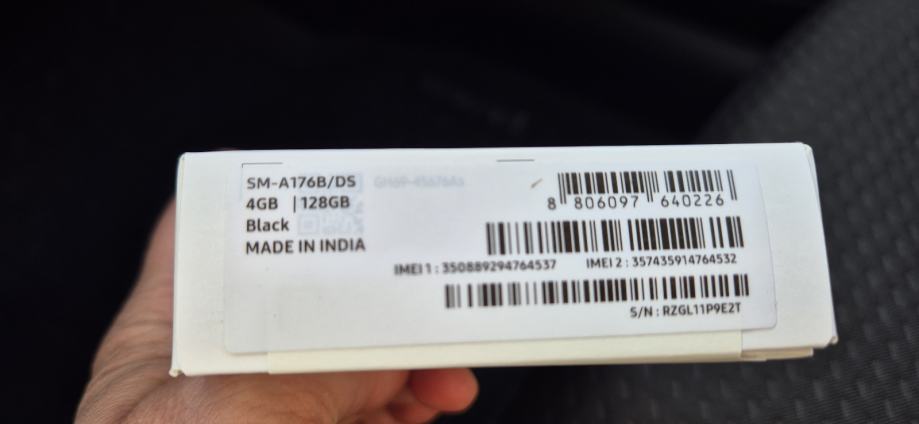 SM-A176B/DS
4GB | 128GB
Black
MADE IN INDIA
8 806097 640226
IMEI 1 : 350889294764537 IMEI 2 : 357435914764532
S/N : RZGL11P9E2T